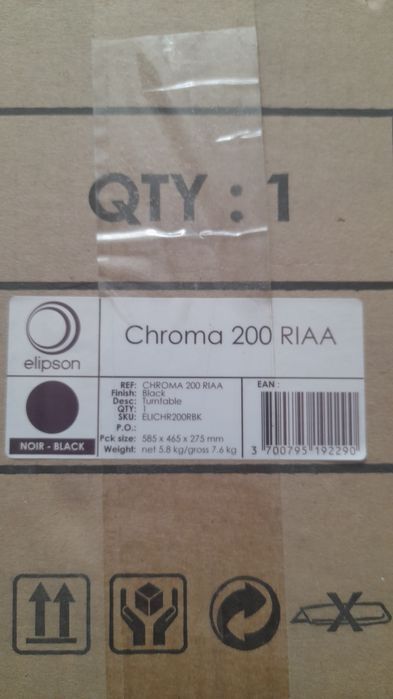 QTY : 1
elipson
Chroma 200 RIAA
NOIR - BLACK
REF: CHROMA 200 RIAA
Finish: Black
Desc: Turntable
QTY: 1
SKU: ELICHR200RBK
P.O.:
Pck size: 585 x 465 x 275 mm
Weight: net 5.8 kg/gross 7.6 kg
EAN :
3 700795 192290